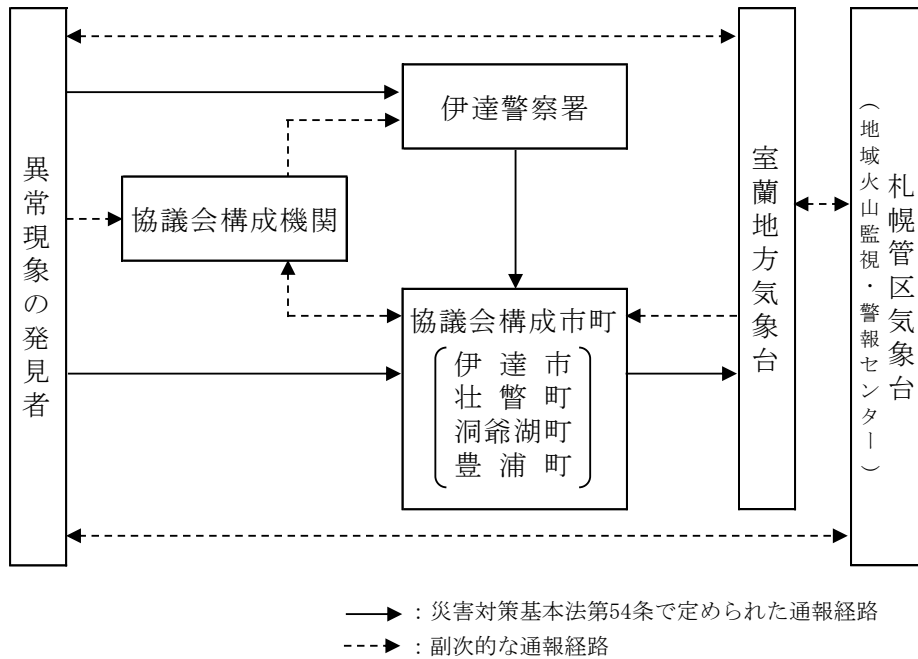 異常現象の発見者
伊達警察署
協議会構成機関
協議会構成市町
伊達市
壮瞥町
洞爺湖町
豊浦町
室蘭地方気象台
札幌管区気象台
（地域火山監視・警報センター）
：災害対策基本法第54条で定められた通報経路
：副次的な通報経路